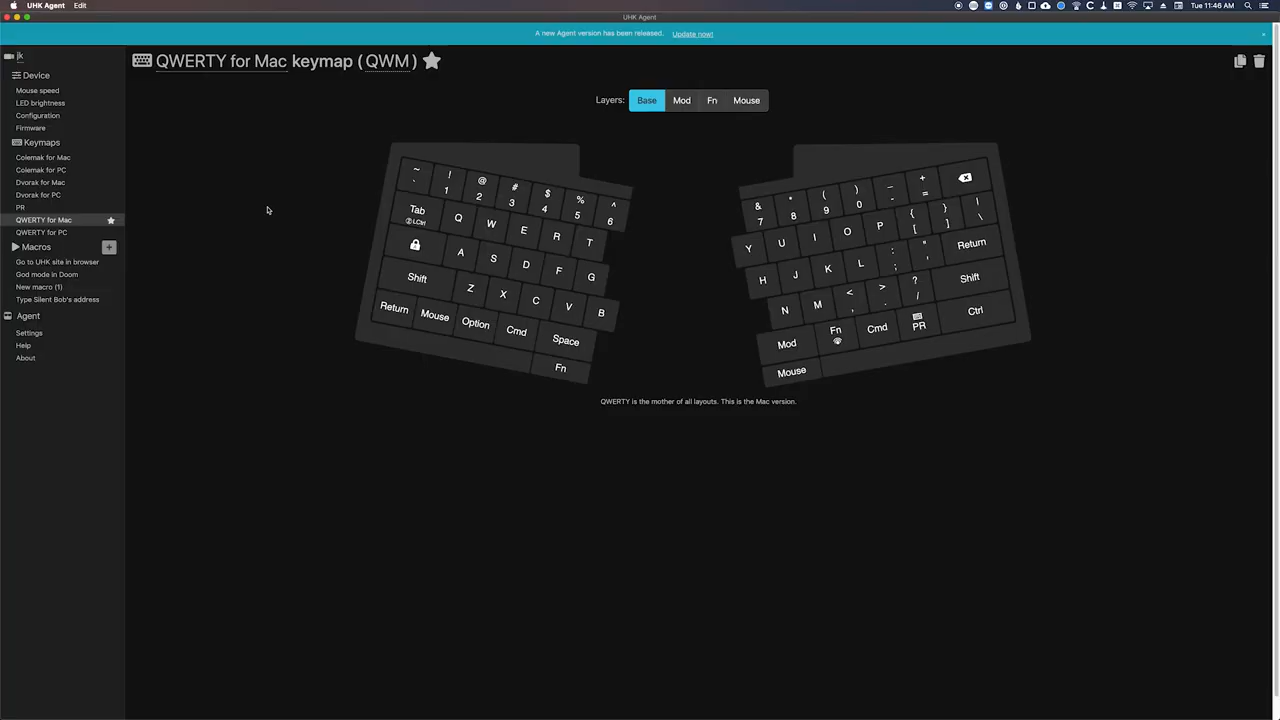 UHK Agent Edit Tue 11:46 AM
UHK Agent
A new Agent version has been released. Update now! ×
jk
Device
Mouse speed
LED brightness
Configuration
Firmware
Keymaps
Colemak for Mac
Colemak for PC
Dvorak for Mac
Dvorak for PC
PR
QWERTY for Mac
QWERTY for PC
Macros +
Go to UHK site in browser
God mode in Doom
New macro (1)
Type Silent Bob's address
Agent
Settings
Help
About
QWERTY for Mac keymap (QWM)
Layers: Base Mod Fn Mouse
~ ! @ # $ % ^
` 1 2 3 4 5 6
Tab Q W E R T
② LCtrl
A S D F G
Shift Z X C V B
Return Mouse Option Cmd Space
Fn
& * ( ) _ +
7 8 9 0 - =
Y U I O P { } |
[ ] \
H J K L : " Return
; '
N M < > ? Shift
, . /
Mod Fn Cmd PR Ctrl
Mouse
QWERTY is the mother of all layouts. This is the Mac version.